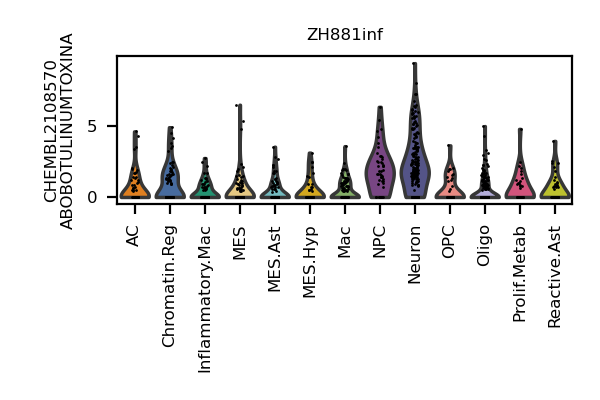 ZH881inf
CHEMBL2108570
ABOBOTULINUMTOXINA
5
0
AC
Chromatin.Reg
Inflammatory.Mac
MES
MES.Ast
MES.Hyp
Mac
NPC
Neuron
OPC
Oligo
Prolif.Metab
Reactive.Ast